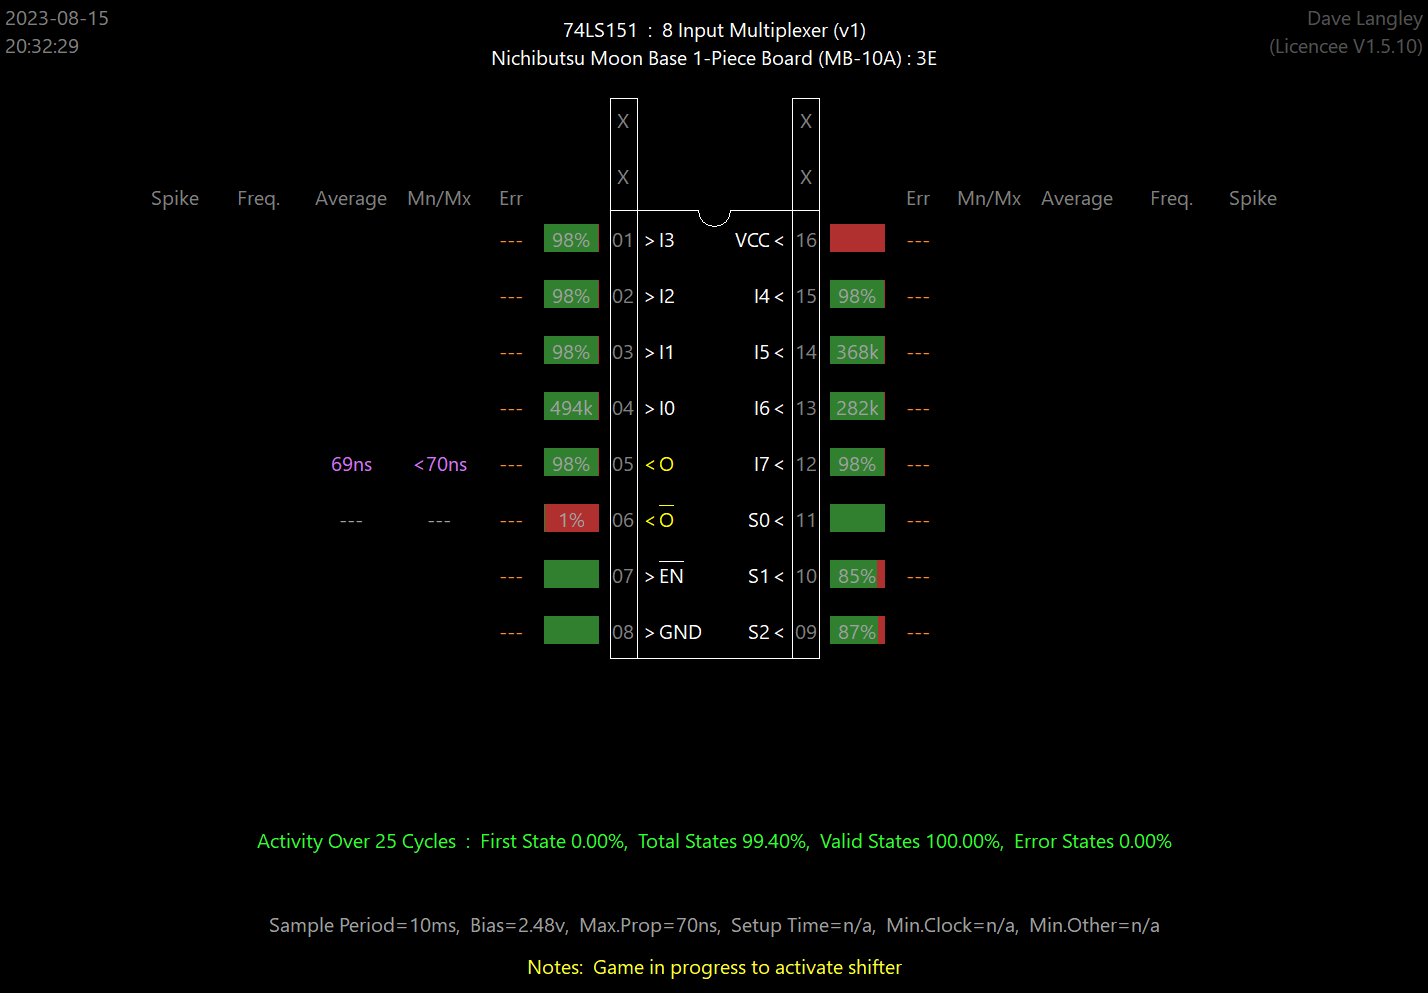 2023-08-15
20:32:29
74LS151 : 8 Input Multiplexer (v1)
Nichibutsu Moon Base 1-Piece Board (MB-10A) : 3E
Dave Langley
(Licencee V1.5.10)
X X
X X
Spike Freq. Average Mn/Mx Err Err Mn/Mx Average Freq. Spike
--- 98% 01 > I3 VCC < 16 ---
--- 98% 02 > I2 I4 < 15 98% ---
--- 98% 03 > I1 I5 < 14 368k ---
--- 494k 04 > I0 I6 < 13 282k ---
69ns <70ns --- 98% 05 < O I7 < 12 98% ---
--- --- --- 1% 06 < O̅ S0 < 11 ---
--- 07 > E̅N̅ S1 < 10 85% ---
--- 08 > GND S2 < 09 87% ---
Activity Over 25 Cycles : First State 0.00%, Total States 99.40%, Valid States 100.00%, Error States 0.00%
Sample Period=10ms, Bias=2.48v, Max.Prop=70ns, Setup Time=n/a, Min.Clock=n/a, Min.Other=n/a
Notes: Game in progress to activate shifter